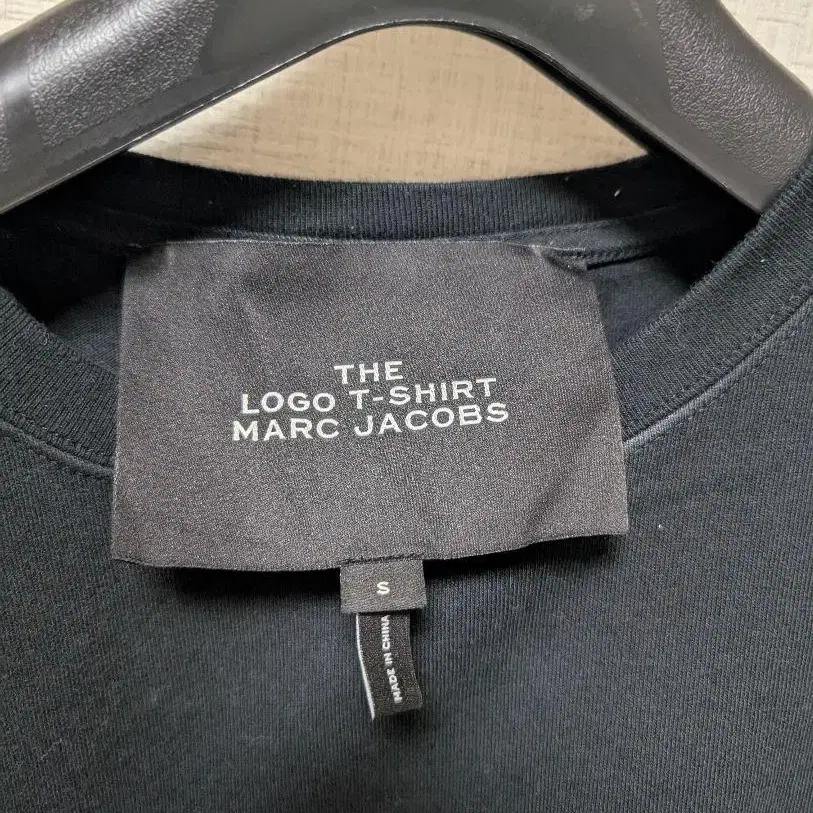 THE
LOGO T-SHIRT
MARC JACOBS
S
MADE IN CHINA